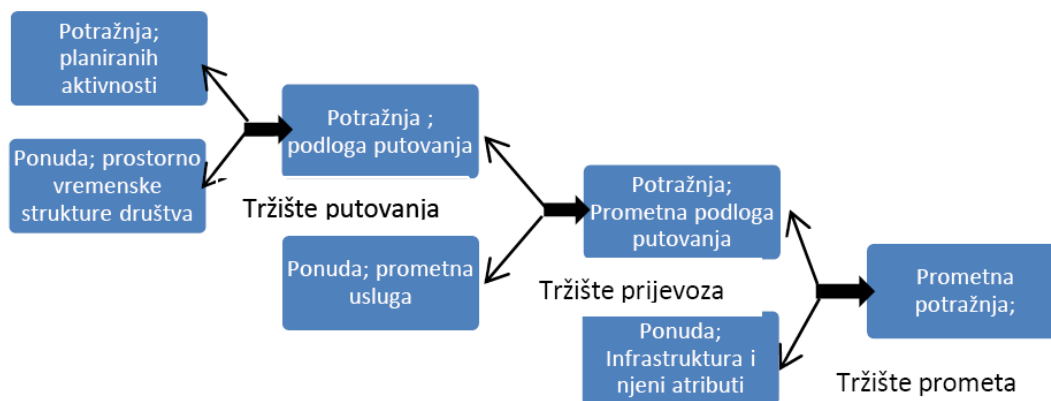 Potražnja;
planiranih
aktivnosti
Ponuda; prostorno
vremenske
strukture društva
Potražnja ;
podloga putovanja
Tržište putovanja
Ponuda; prometna
usluga
Potražnja;
Prometna podloga
putovanja
Tržište prijevoza
Ponuda;
Infrastruktura i
njeni atributi
Prometna
potražnja;
Tržište prometa